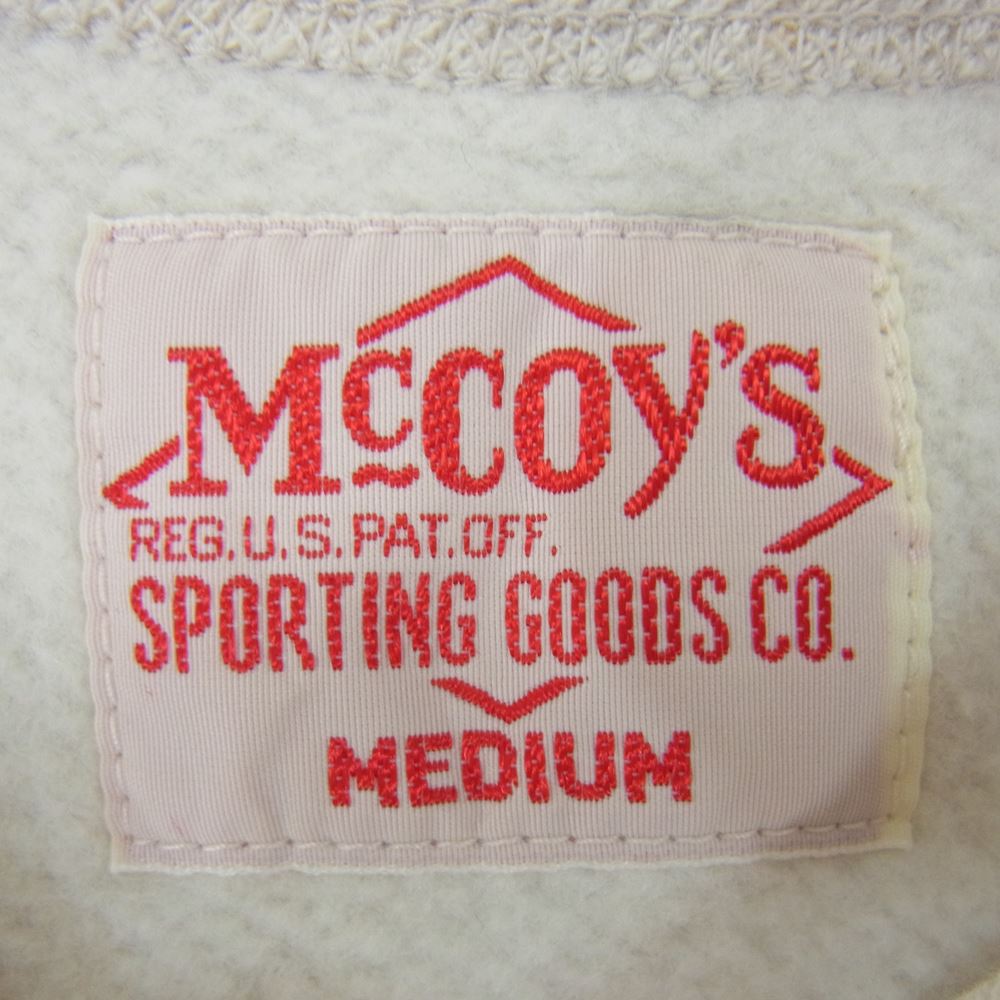 McCOY'S
REG.U.S.PAT.OFF.
SPORTING GOODS CO.
MEDIUM